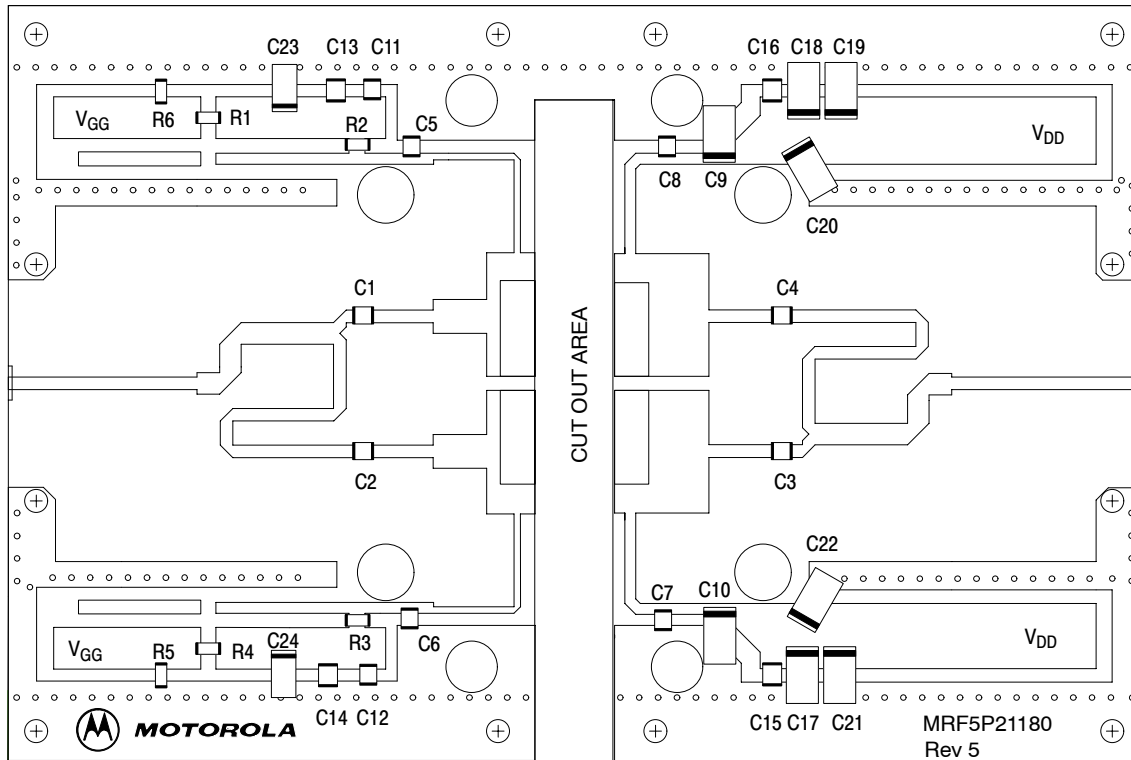 C23 C13 C11
C16 C18 C19
VGG R6 R1 R2 C5
C8 C9 VDD
C20
C1 C4
CUT OUT AREA
C2 C3
C22
C7 C10
VGG R5 R4 C24 R3 C6
VDD
C14 C12
C15 C17 C21
MOTOROLA
MRF5P21180
Rev 5